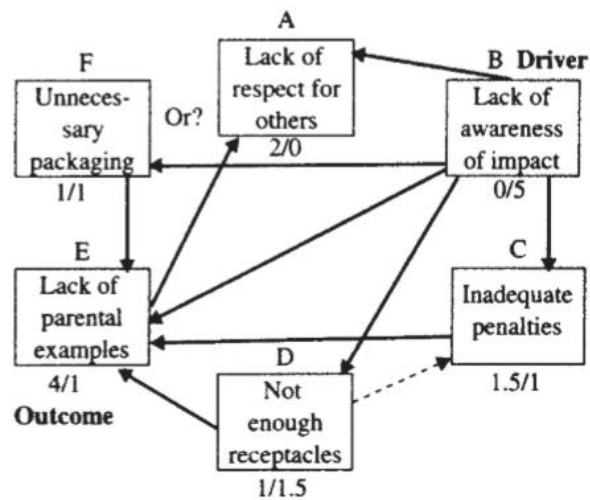 A
Lack of
respect for
others
2/0
B Driver
Lack of
awareness
of impact
0/5
F
Unneces-
sary
packaging
1/1
Or?
E
Lack of
parental
examples
4/1
Outcome
C
Inadequate
penalties
1.5/1
D
Not
enough
receptacles
1/1.5